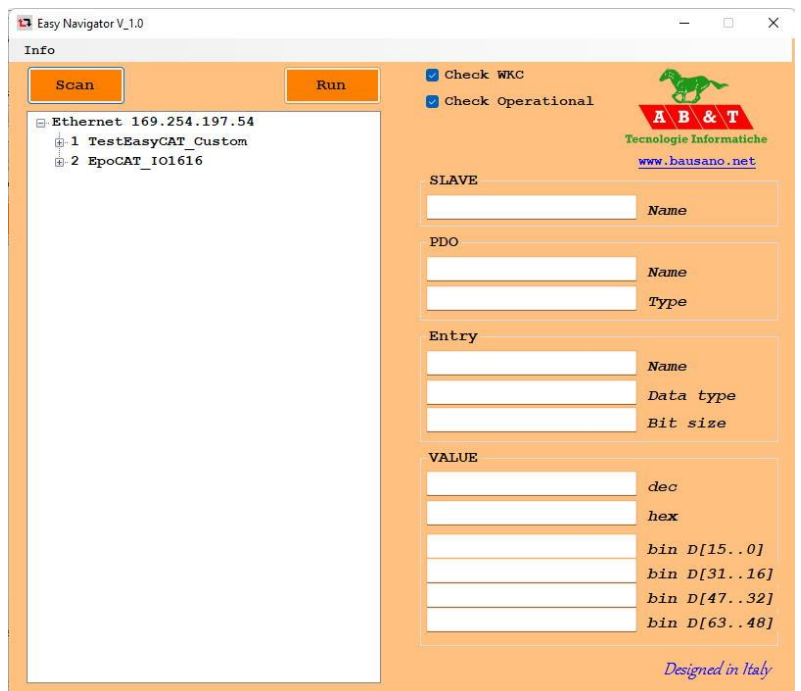 Easy Navigator V_1.0
Info
Scan
Run
Ethernet 169.254.197.54
1 TestEasyCAT_Custom
2 EpoCAT_IO1616
Check WKC
Check Operational
A B & T
Tecnologie Informatiche
www.bausano.net
SLAVE
Name
PDO
Name
Type
Entry
Name
Data type
Bit size
VALUE
dec
hex
bin D[15..0]
bin D[31..16]
bin D[47..32]
bin D[63..48]
Designed in Italy